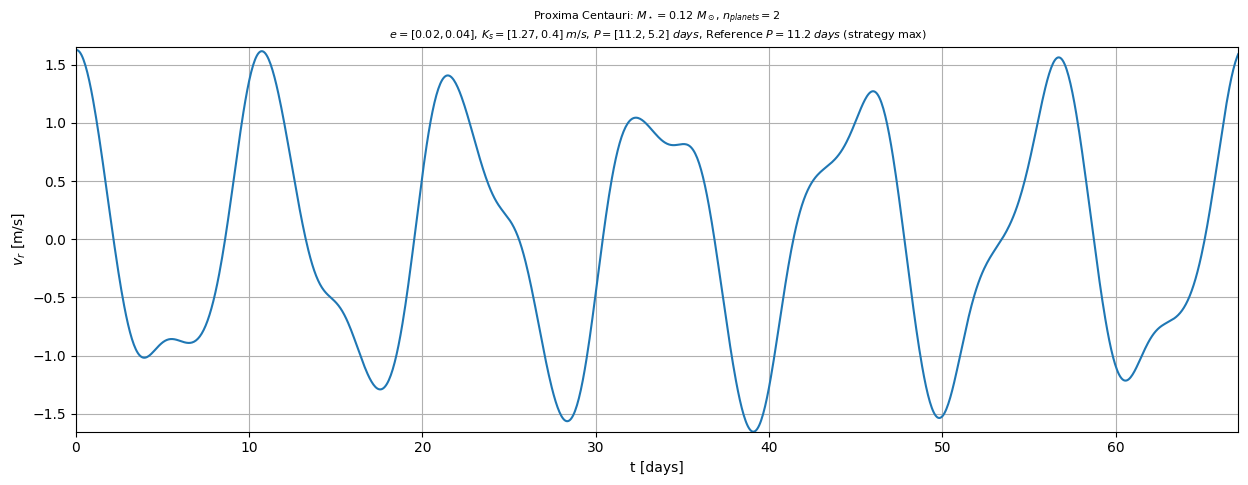 Proxima Centauri: $M_\star = 0.12\ M_\odot$, $n_{planets} = 2$
$e = [0.02, 0.04]$, $K_s = [1.27, 0.4]\ m/s$, $P = [11.2, 5.2]\ days$, Reference $P = 11.2\ days$ (strategy max)
$v_r$ [m/s]
1.5
1.0
0.5
0.0
−0.5
−1.0
−1.5
0 10 20 30 40 50 60
t [days]